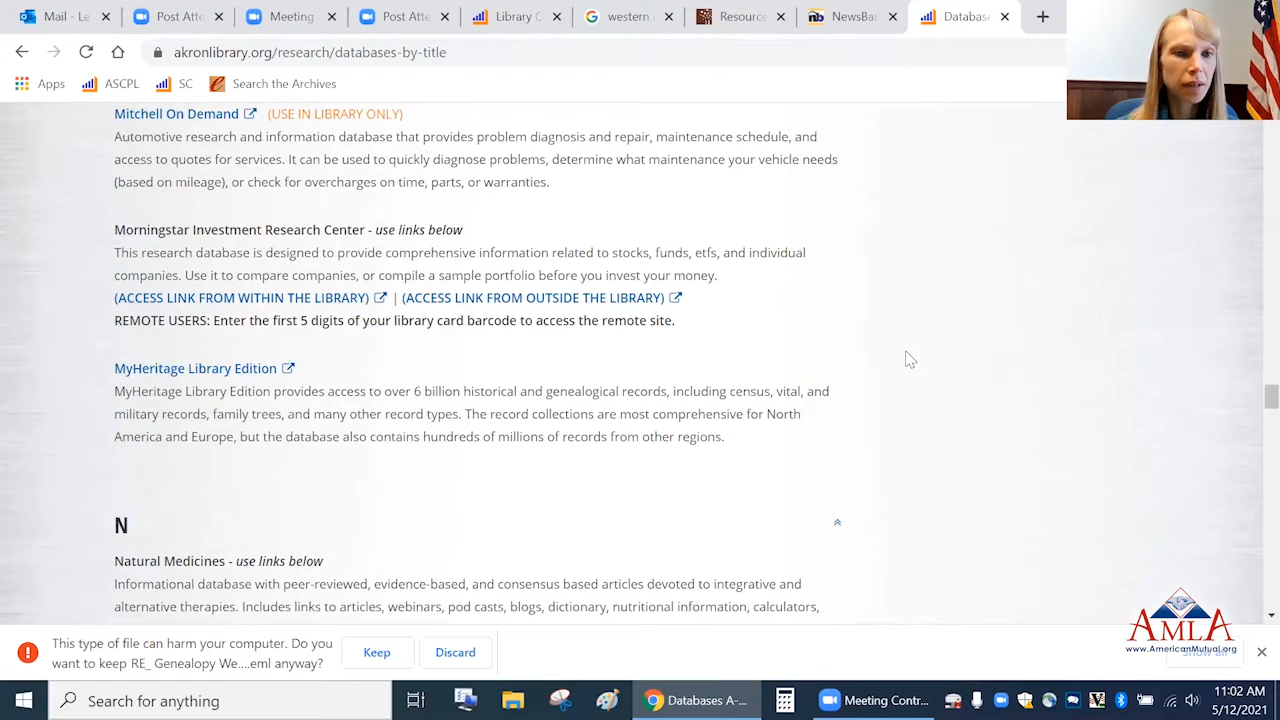 Mail - Le
Post Atte
Meeting
Post Atte
Library C
western
Resource
NewsBa
Database
akronlibrary.org/research/databases-by-title
Apps
ASCPL
SC
Search the Archives
Mitchell On Demand (USE IN LIBRARY ONLY)
Automotive research and information database that provides problem diagnosis and repair, maintenance schedule, and
access to quotes for services. It can be used to quickly diagnose problems, determine what maintenance your vehicle needs
(based on mileage), or check for overcharges on time, parts, or warranties.
Morningstar Investment Research Center - use links below
This research database is designed to provide comprehensive information related to stocks, funds, etfs, and individual
companies. Use it to compare companies, or compile a sample portfolio before you invest your money.
(ACCESS LINK FROM WITHIN THE LIBRARY) | (ACCESS LINK FROM OUTSIDE THE LIBRARY)
REMOTE USERS: Enter the first 5 digits of your library card barcode to access the remote site.
MyHeritage Library Edition
MyHeritage Library Edition provides access to over 6 billion historical and genealogical records, including census, vital, and
military records, family trees, and many other record types. The record collections are most comprehensive for North
America and Europe, but the database also contains hundreds of millions of records from other regions.
N
Natural Medicines - use links below
Informational database with peer-reviewed, evidence-based, and consensus based articles devoted to integrative and
alternative therapies. Includes links to articles, webinars, pod casts, blogs, dictionary, nutritional information, calculators,
AMLA
www.AmericanMutual.org
This type of file can harm your computer. Do you
want to keep RE_ Genealopy We....eml anyway?
Keep
Discard
Show all
Search for anything
Databases A-...
Meeting Contr...
11:02 AM
5/12/2021